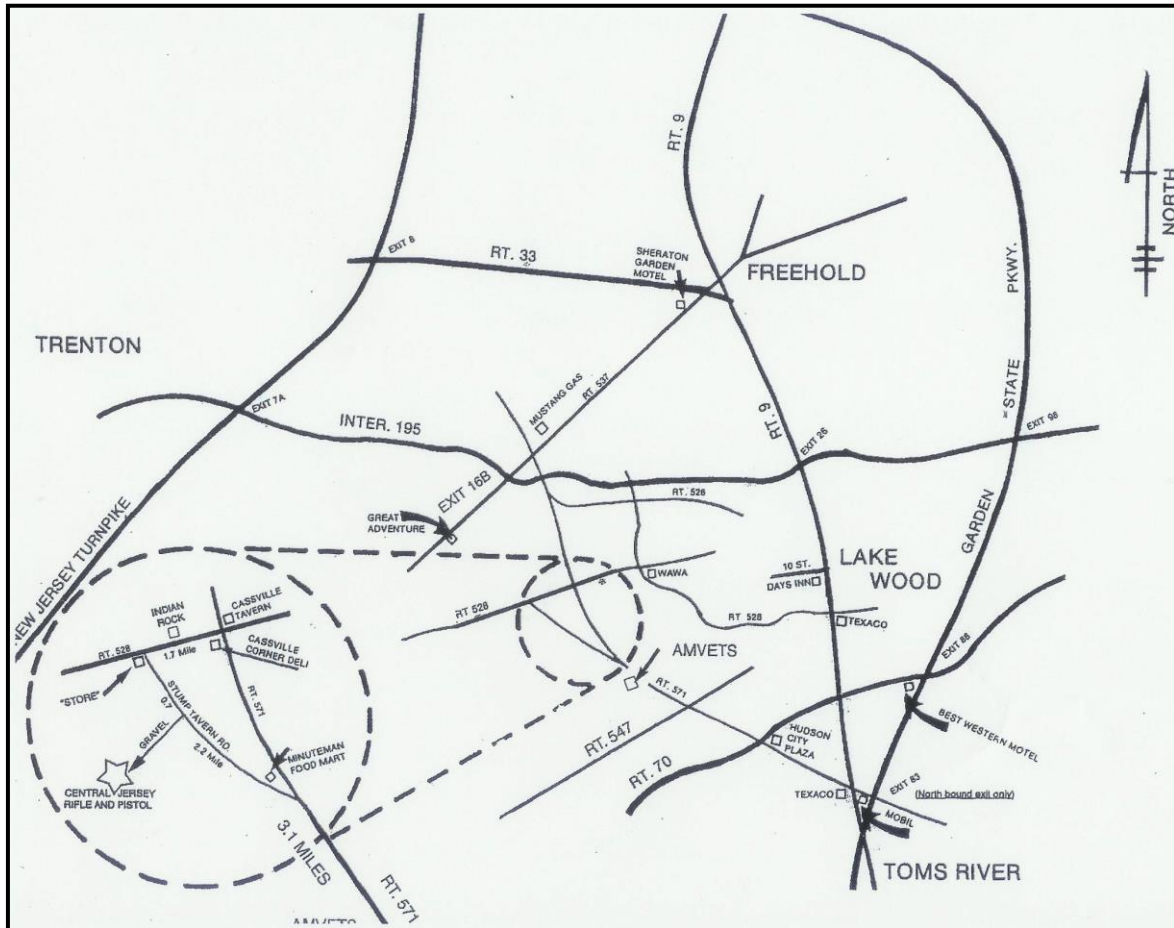 RT. 9
NORTH
EXIT 8
RT. 33
SHERATON
GARDEN
MOTEL
FREEHOLD
PKWY.
TRENTON
STATE
MUSTANG GAS
RT. 537
EXIT 7A
INTER. 195
RT. 9
EXIT 26
EXIT 98
EXIT 16B
RT. 526
GREAT
ADVENTURE
GARDEN
NEW JERSEY TURNPIKE
LAKE
WOOD
10 ST.
DAYS INN
WAWA
RT 528
RT 528
TEXACO
INDIAN
ROCK
CASSVILLE
TAVERN
RT. 528
1.7 Mile
CASSVILLE
CORNER DELI
"STORE"
STUMP TAVERN RD.
0.7
2.2 Mile
RT. 571
GRAVEL
MINUTEMAN
FOOD MART
CENTRAL JERSEY
RIFLE AND PISTOL
3.1 MILES
RT. 571
AMVETS
AMVETS
RT. 571
RT. 547
RT. 70
EXIT 88
BEST WESTERN MOTEL
HUDSON
CITY
PLAZA
TEXACO
EXIT 83
(North bound exit only)
MOBIL
TOMS RIVER